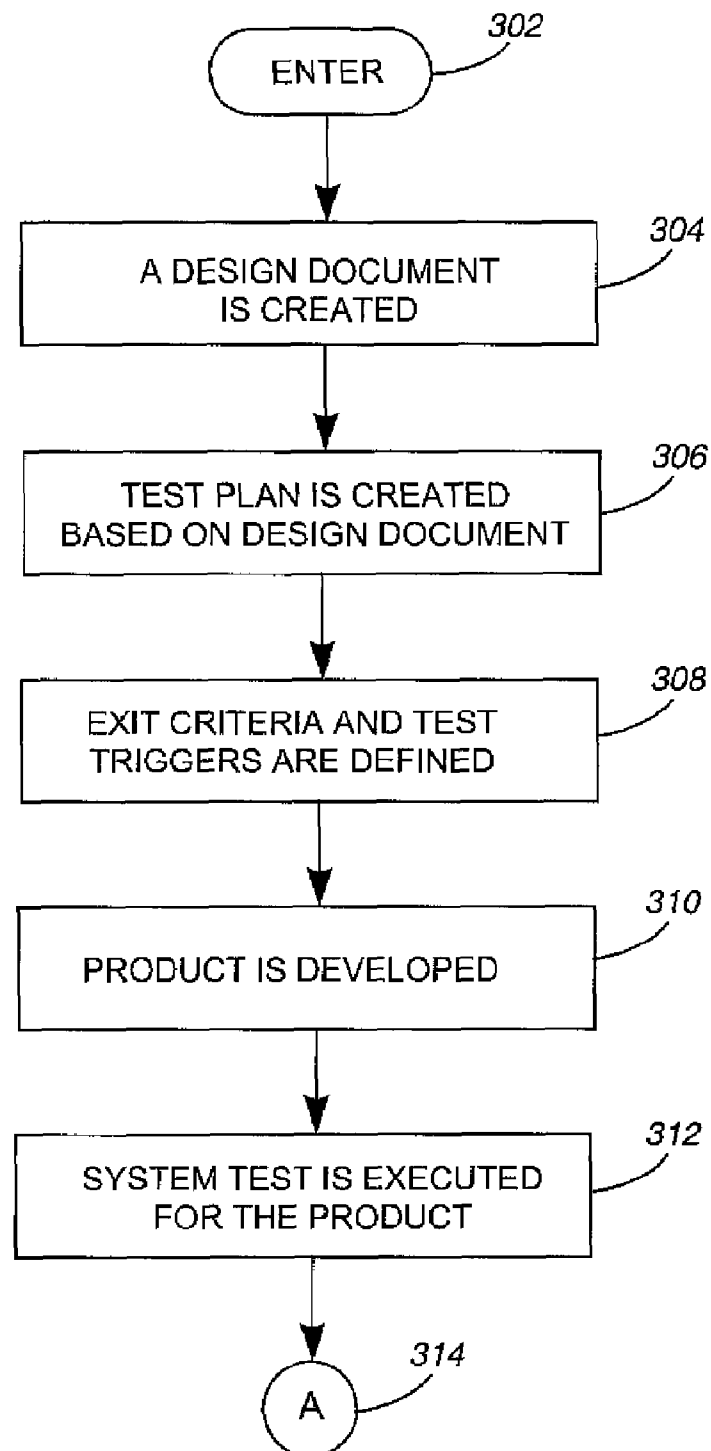 302
ENTER
304
A DESIGN DOCUMENT
IS CREATED
306
TEST PLAN IS CREATED
BASED ON DESIGN DOCUMENT
308
EXIT CRITERIA AND TEST
TRIGGERS ARE DEFINED
310
PRODUCT IS DEVELOPED
312
SYSTEM TEST IS EXECUTED
FOR THE PRODUCT
314
A